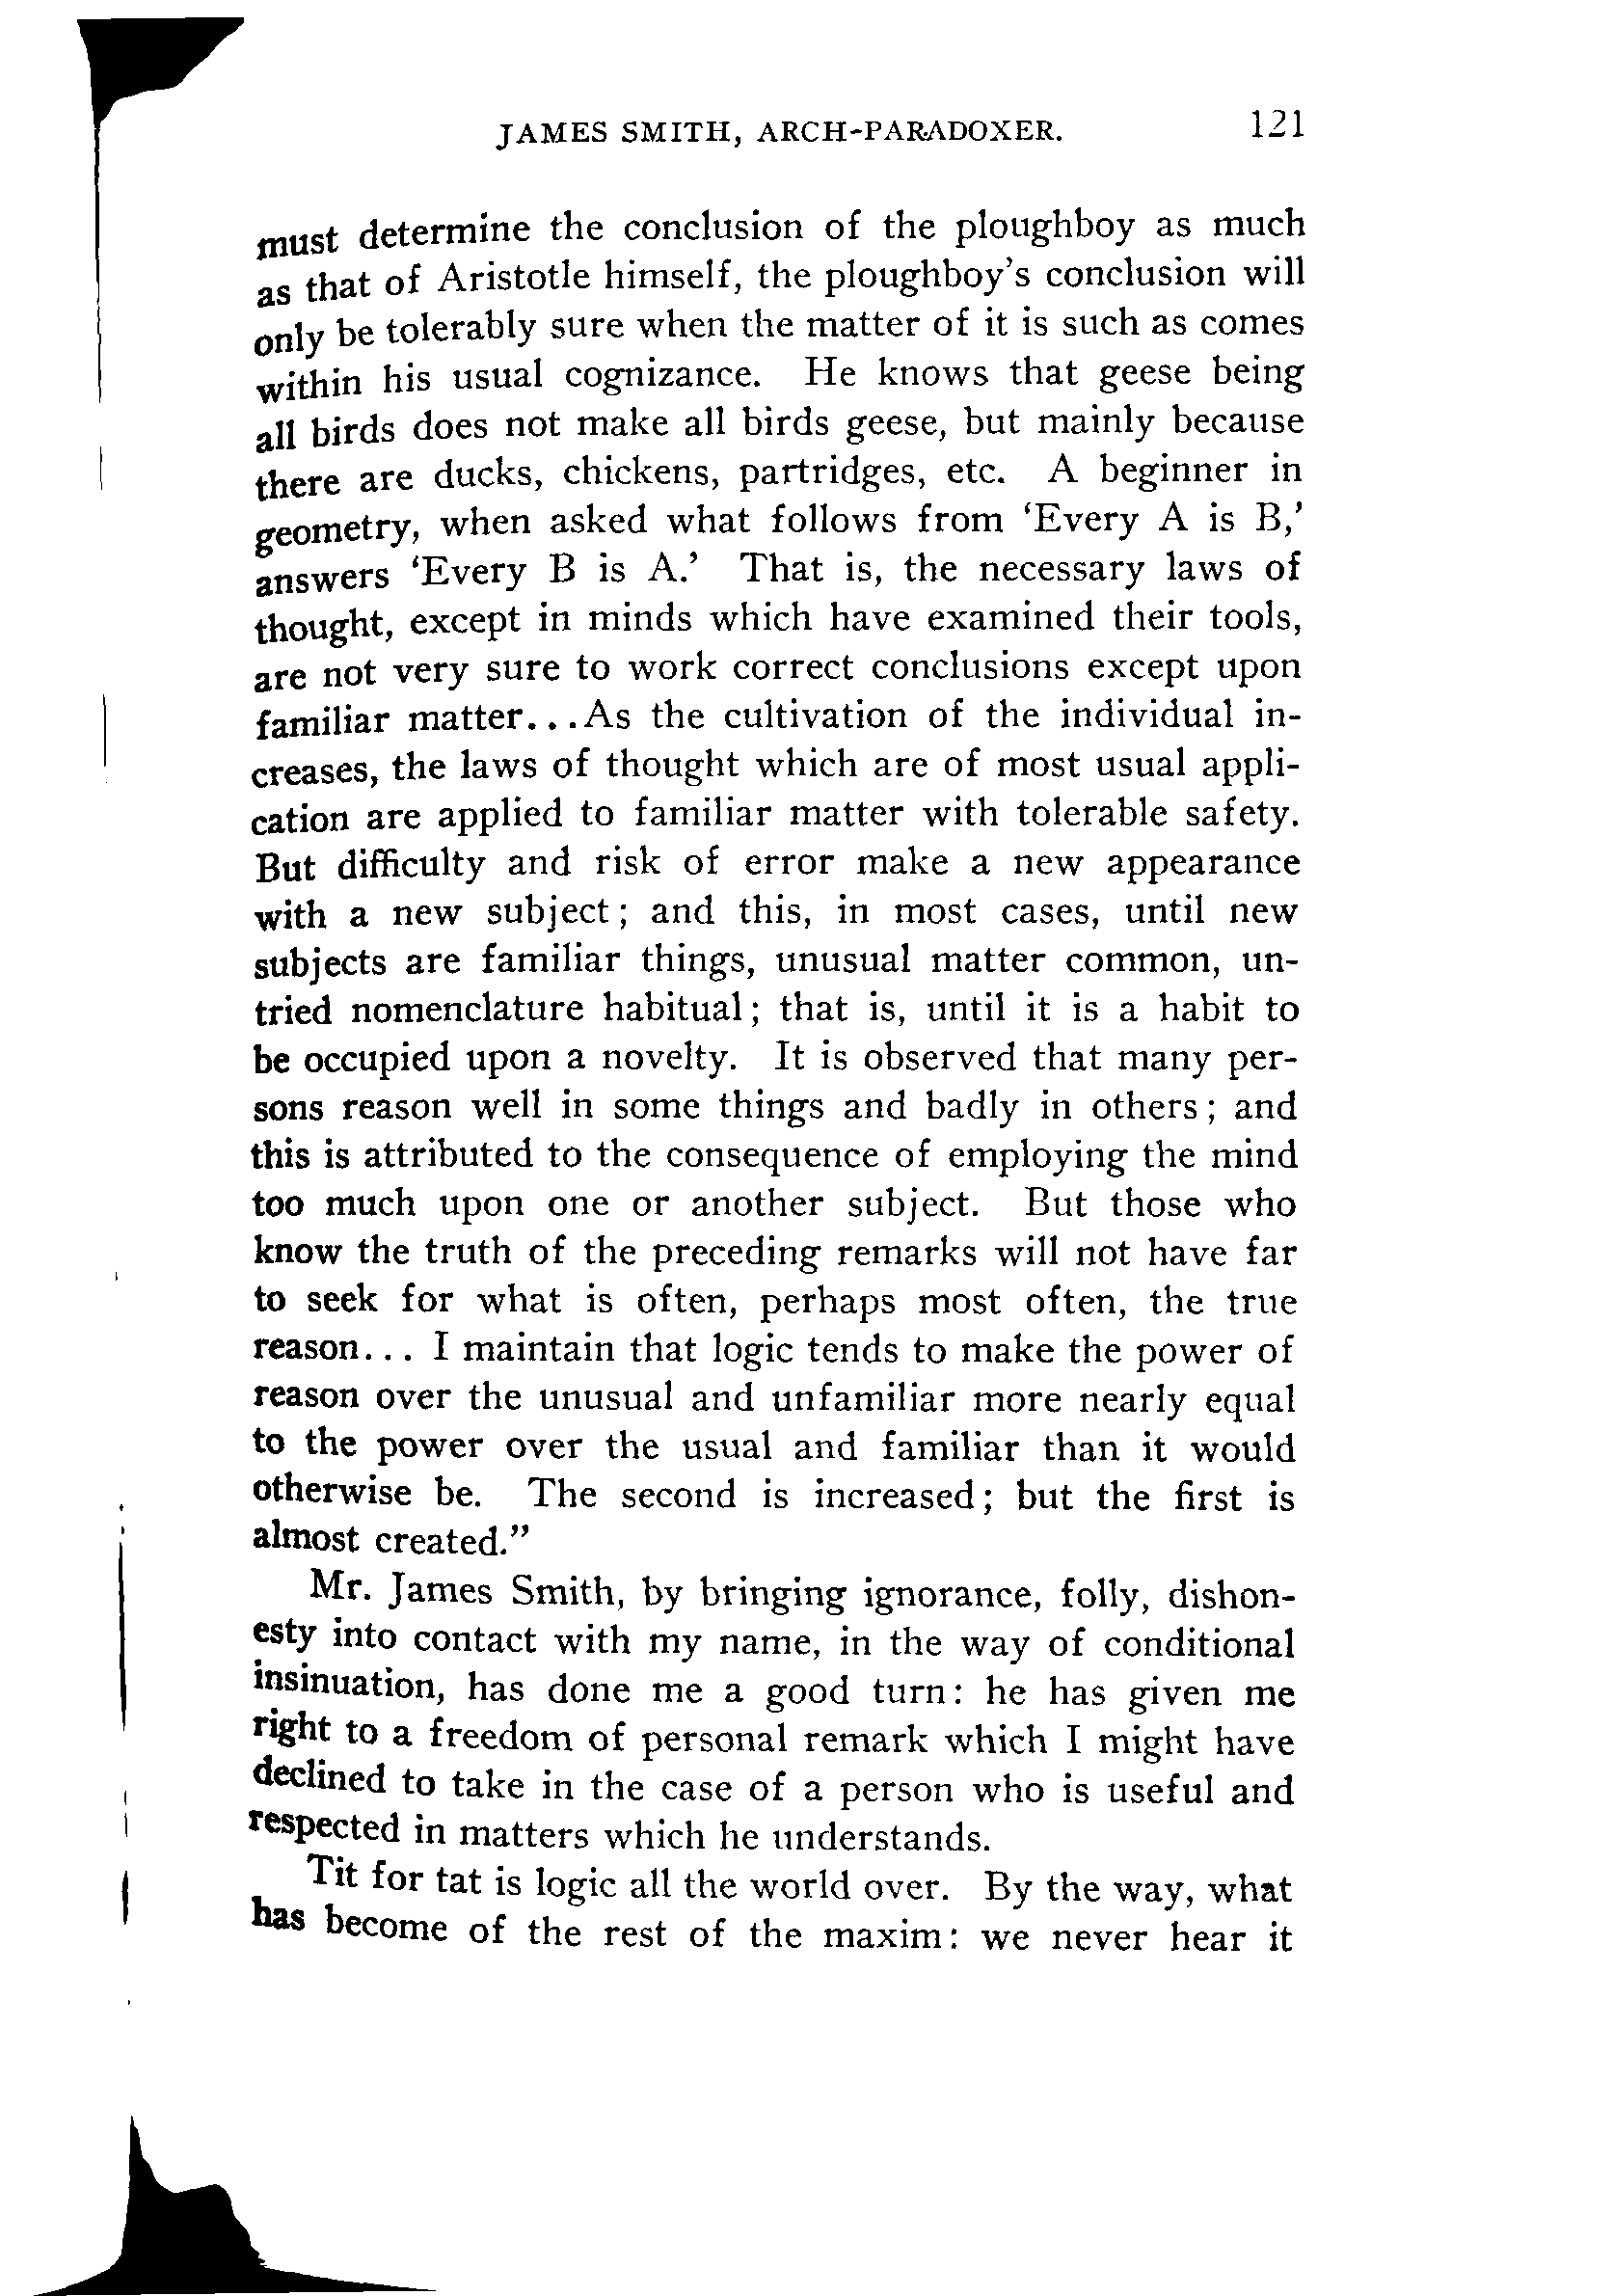 JAMES SMITH, ARCH-PARADOXER. 121
must determine the conclusion of the ploughboy as much
as that of Aristotle himself, the ploughboy's conclusion will
only be tolerably sure when the matter of it is such as comes
within his usual cognizance. He knows that geese being
all birds does not make all birds geese, but mainly because
there are ducks, chickens, partridges, etc. A beginner in
geometry, when asked what follows from 'Every A is B,'
answers 'Every B is A.' That is, the necessary laws of
thought, except in minds which have examined their tools,
are not very sure to work correct conclusions except upon
familiar matter...As the cultivation of the individual in-
creases, the laws of thought which are of most usual appli-
cation are applied to familiar matter with tolerable safety.
But difficulty and risk of error make a new appearance
with a new subject; and this, in most cases, until new
subjects are familiar things, unusual matter common, un-
tried nomenclature habitual; that is, until it is a habit to
be occupied upon a novelty. It is observed that many per-
sons reason well in some things and badly in others; and
this is attributed to the consequence of employing the mind
too much upon one or another subject. But those who
know the truth of the preceding remarks will not have far
to seek for what is often, perhaps most often, the true
reason... I maintain that logic tends to make the power of
reason over the unusual and unfamiliar more nearly equal
to the power over the usual and familiar than it would
otherwise be. The second is increased; but the first is
almost created."
Mr. James Smith, by bringing ignorance, folly, dishon-
esty into contact with my name, in the way of conditional
insinuation, has done me a good turn: he has given me
right to a freedom of personal remark which I might have
declined to take in the case of a person who is useful and
respected in matters which he understands.
Tit for tat is logic all the world over. By the way, what
has become of the rest of the maxim: we never hear it